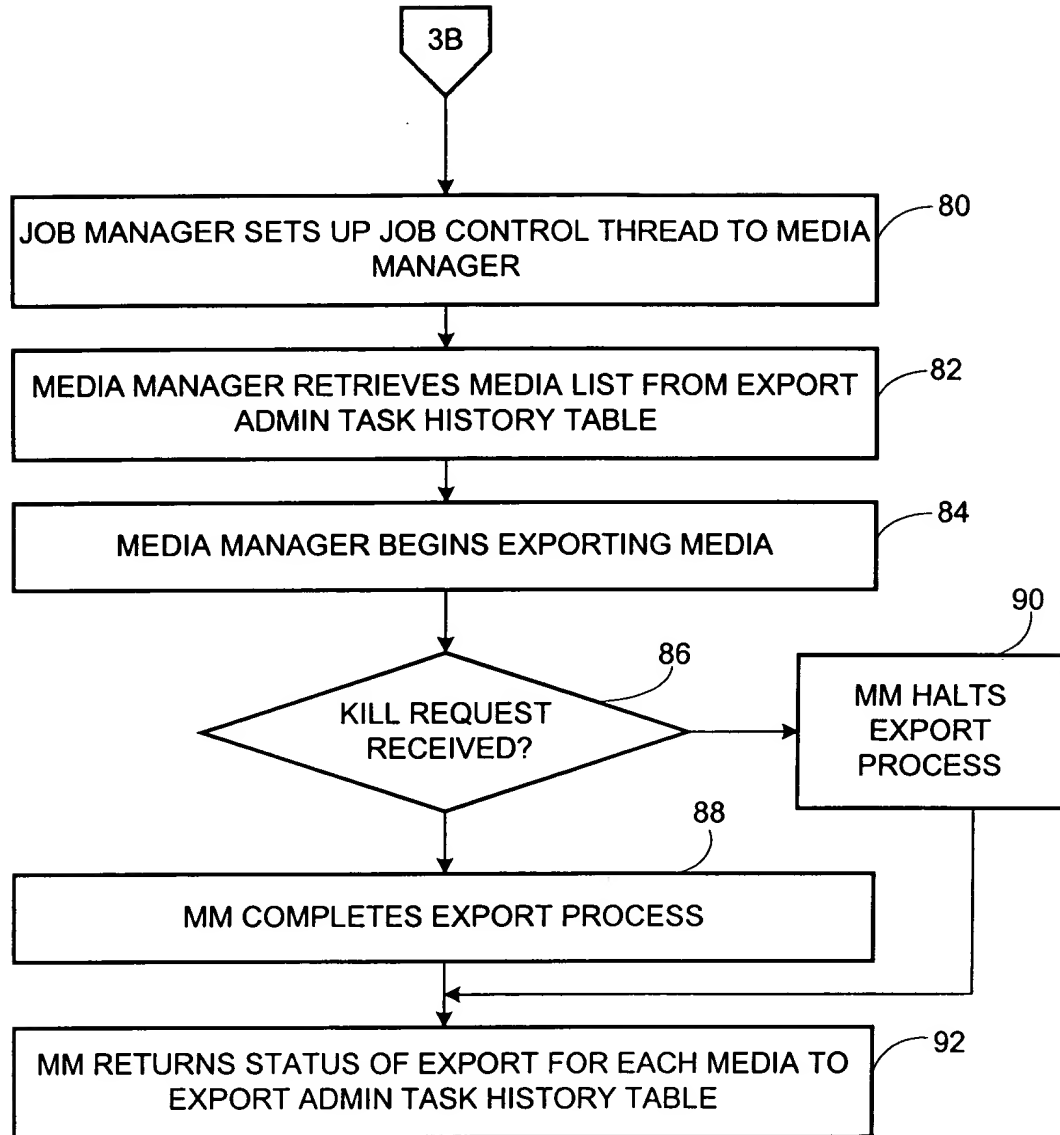 3B
80
JOB MANAGER SETS UP JOB CONTROL THREAD TO MEDIA
MANAGER
82
MEDIA MANAGER RETRIEVES MEDIA LIST FROM EXPORT
ADMIN TASK HISTORY TABLE
84
MEDIA MANAGER BEGINS EXPORTING MEDIA
86
KILL REQUEST
RECEIVED?
90
MM HALTS
EXPORT
PROCESS
88
MM COMPLETES EXPORT PROCESS
92
MM RETURNS STATUS OF EXPORT FOR EACH MEDIA TO
EXPORT ADMIN TASK HISTORY TABLE